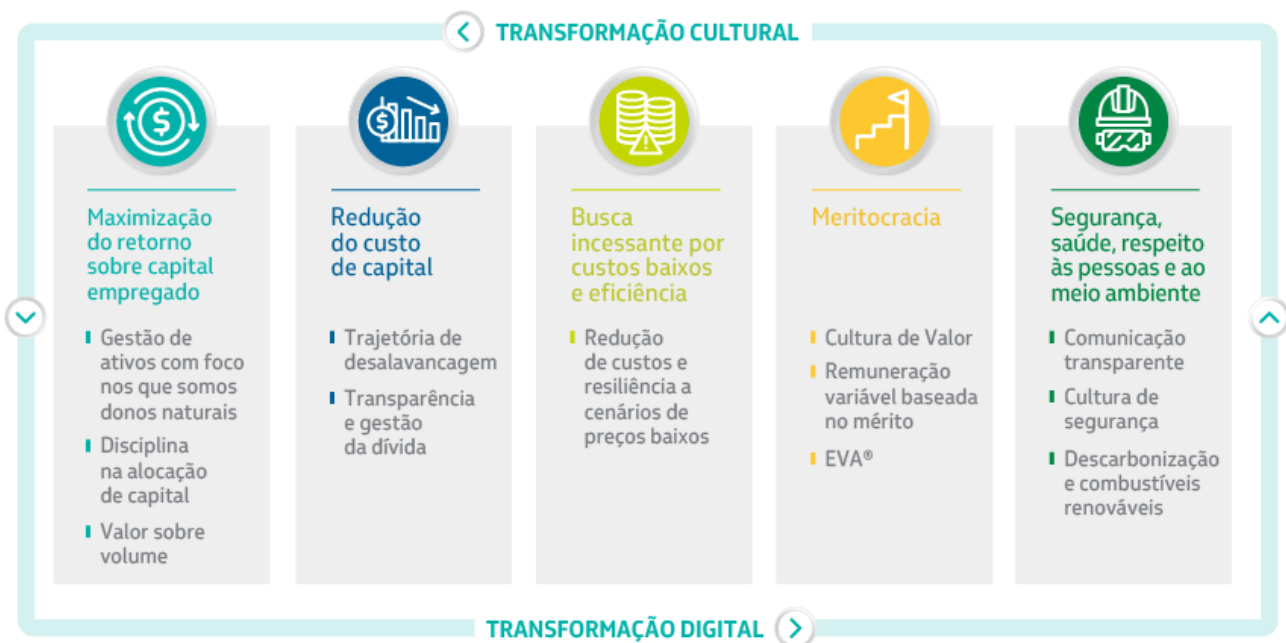 TRANSFORMAÇÃO CULTURAL
Maximização
do retorno
sobre capital
empregado
Gestão de
ativos com foco
nos que somos
donos naturais
Disciplina
na alocação
de capital
Valor sobre
volume
Redução
do custo
de capital
Trajetória de
desalavancagem
Transparência
e gestão
da dívida
Busca
incessante por
custos baixos
e eficiência
Redução
de custos e
resiliência a
cenários de
preços baixos
Meritocracia
Cultura de Valor
Remuneração
variável baseada
no mérito
EVA®
Segurança,
saúde, respeito
às pessoas e ao
meio ambiente
Comunicação
transparente
Cultura de
segurança
Descarbonização
e combustíveis
renováveis
TRANSFORMAÇÃO DIGITAL